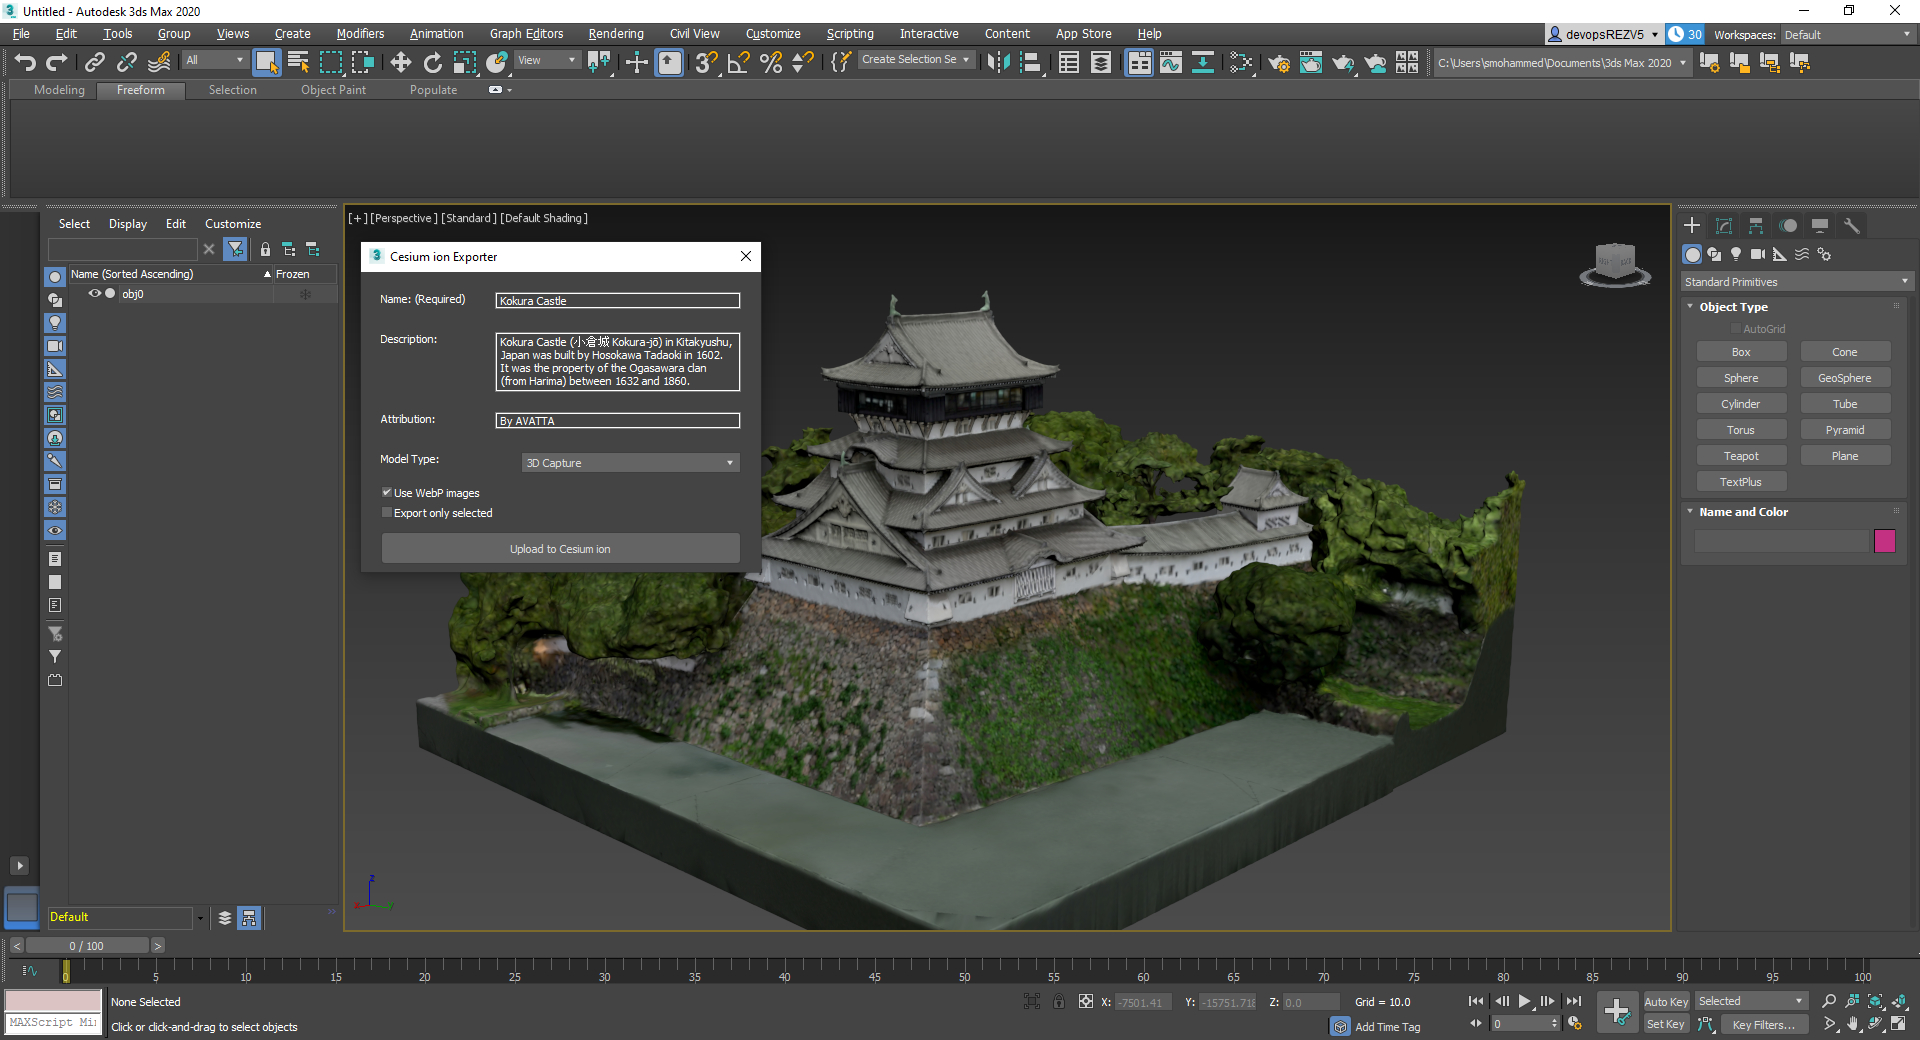 Untitled - Autodesk 3ds Max 2020
File Edit Tools Group Views Create Modifiers Animation Graph Editors Rendering Civil View Customize Scripting Interactive Content App Store Help
devopsREZV5
30
Workspaces: Default
All
View
Create Selection Se
C:\Users\smohammed\Documents\3ds Max 2020
Modeling Freeform Selection Object Paint Populate
Select Display Edit Customize
Name (Sorted Ascending) Frozen
obj0
[+] [Perspective ] [Standard ] [Default Shading ]
Cesium ion Exporter
Name: (Required)
Kokura Castle
Description:
Kokura Castle (小倉城 Kokura-jō) in Kitakyushu,
Japan was built by Hosokawa Tadaoki in 1602.
It was the property of the Ogasawara clan
(from Harima) between 1632 and 1860.
Attribution:
By AVATTA
Model Type:
3D Capture
Use WebP images
Export only selected
Upload to Cesium ion
Standard Primitives
Object Type
AutoGrid
Box Cone
Sphere GeoSphere
Cylinder Tube
Torus Pyramid
Teapot Plane
TextPlus
Name and Color
z
x
y
Default
< 0 / 100 >
0 5 10 15 20 25 30 35 40 45 50 55 60 65 70 75 80 85 90 95 100
None Selected
X: -7501.41 Y: -15751.718 Z: 0.0 Grid = 10.0
Auto Key Selected
MAXScript Mi
Click or click-and-drag to select objects
Add Time Tag
0
Set Key Key Filters...